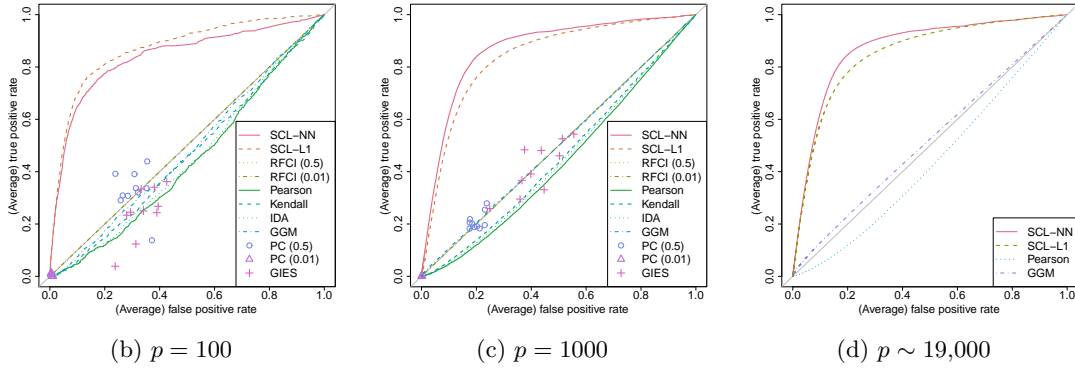 (Average) true positive rate
1.0
0.8
0.6
0.4
0.2
0.0
SCL−NN
SCL−L1
RFCI (0.5)
RFCI (0.01)
Pearson
Kendall
IDA
GGM
PC (0.5)
PC (0.01)
GIES
0.0 0.2 0.4 0.6 0.8 1.0
(Average) false positive rate
(b) p = 100
(Average) true positive rate
1.0
0.8
0.6
0.4
0.2
0.0
SCL−NN
SCL−L1
RFCI (0.5)
RFCI (0.01)
Pearson
Kendall
IDA
GGM
PC (0.5)
PC (0.01)
GIES
0.0 0.2 0.4 0.6 0.8 1.0
(Average) false positive rate
(c) p = 1000
(Average) true positive rate
1.0
0.8
0.6
0.4
0.2
0.0
SCL−NN
SCL−L1
Pearson
GGM
0.0 0.2 0.4 0.6 0.8 1.0
(Average) false positive rate
(d) p ∼ 19,000